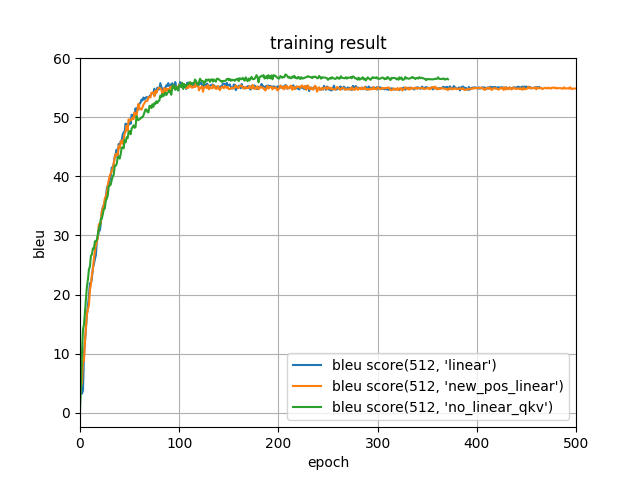 training result
60
50
40
30
20
10
0
bleu
bleu score(512, 'linear')
bleu score(512, 'new_pos_linear')
bleu score(512, 'no_linear_qkv')
0 100 200 300 400 500
epoch